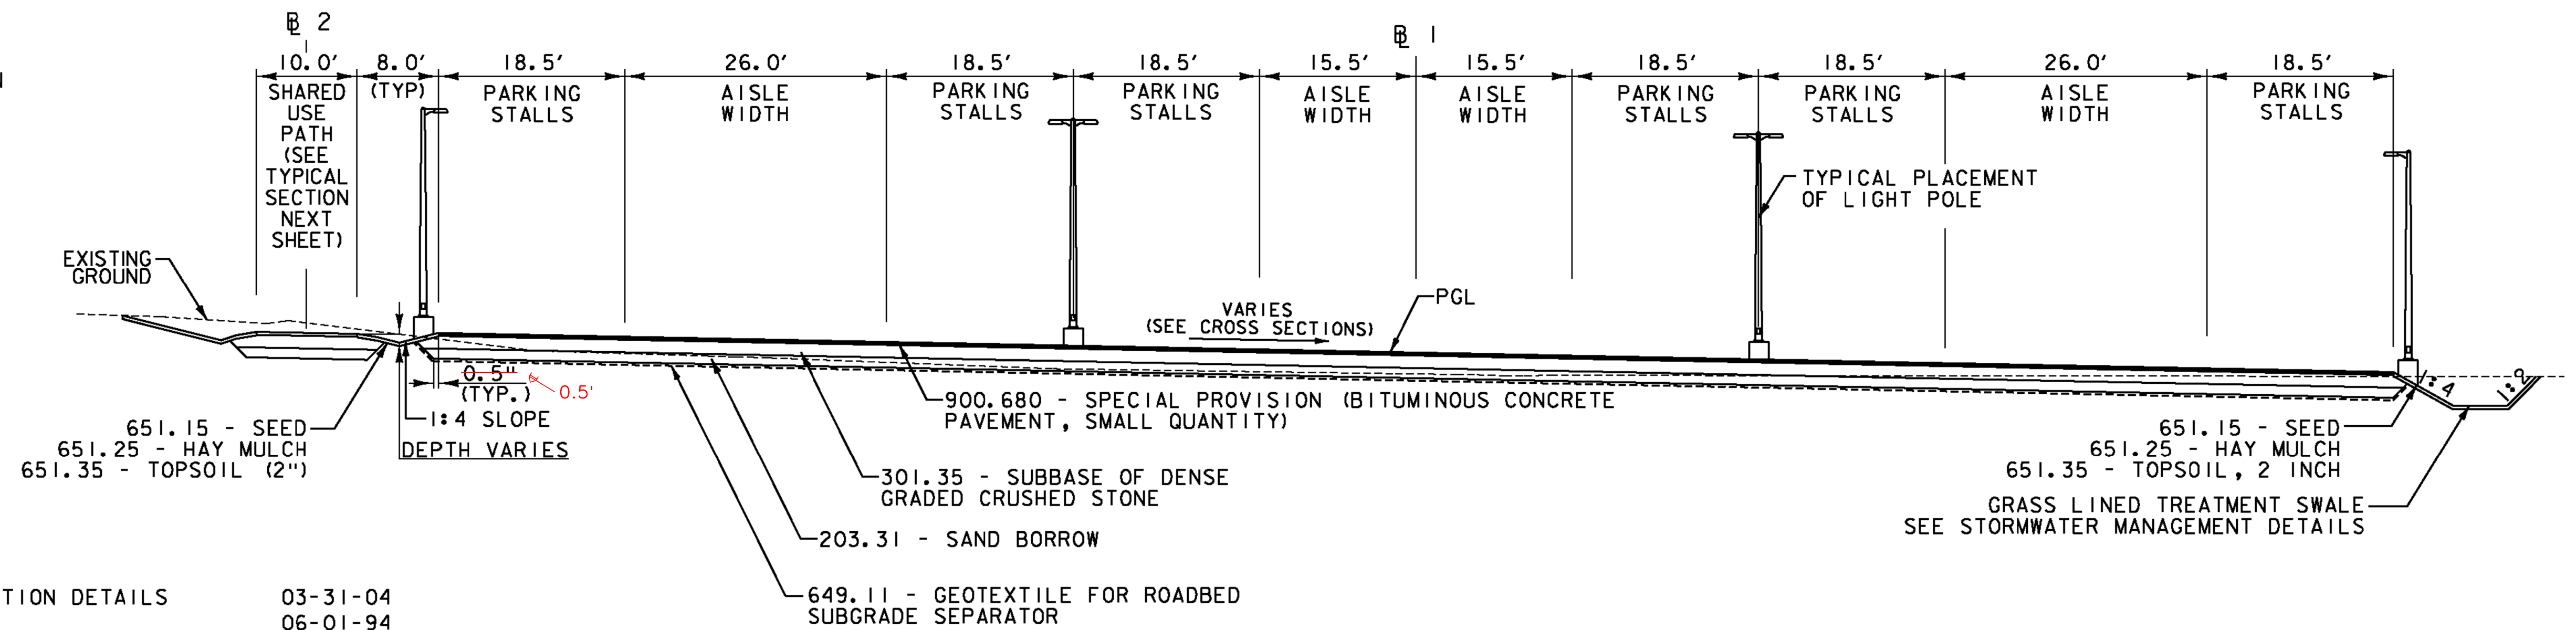 ℄ 2
℄ 1
10.0' 8.0' 18.5' 26.0' 18.5' 18.5' 15.5' 15.5' 18.5' 18.5' 26.0' 18.5'
SHARED
USE
PATH
(SEE
TYPICAL
SECTION
NEXT
SHEET)
(TYP)
PARKING
STALLS
AISLE
WIDTH
PARKING
STALLS
PARKING
STALLS
AISLE
WIDTH
AISLE
WIDTH
PARKING
STALLS
PARKING
STALLS
AISLE
WIDTH
PARKING
STALLS
TYPICAL PLACEMENT
OF LIGHT POLE
EXISTING
GROUND
VARIES
(SEE CROSS SECTIONS)
PGL
0.5"
(TYP.)
0.5'
1:4 SLOPE
DEPTH VARIES
651.15 - SEED
651.25 - HAY MULCH
651.35 - TOPSOIL (2")
900.680 - SPECIAL PROVISION (BITUMINOUS CONCRETE
PAVEMENT, SMALL QUANTITY)
301.35 - SUBBASE OF DENSE
GRADED CRUSHED STONE
203.31 - SAND BORROW
649.11 - GEOTEXTILE FOR ROADBED
SUBGRADE SEPARATOR
1:4
1:2
651.15 - SEED
651.25 - HAY MULCH
651.35 - TOPSOIL, 2 INCH
GRASS LINED TREATMENT SWALE
SEE STORMWATER MANAGEMENT DETAILS
TION DETAILS 03-31-04
06-01-94